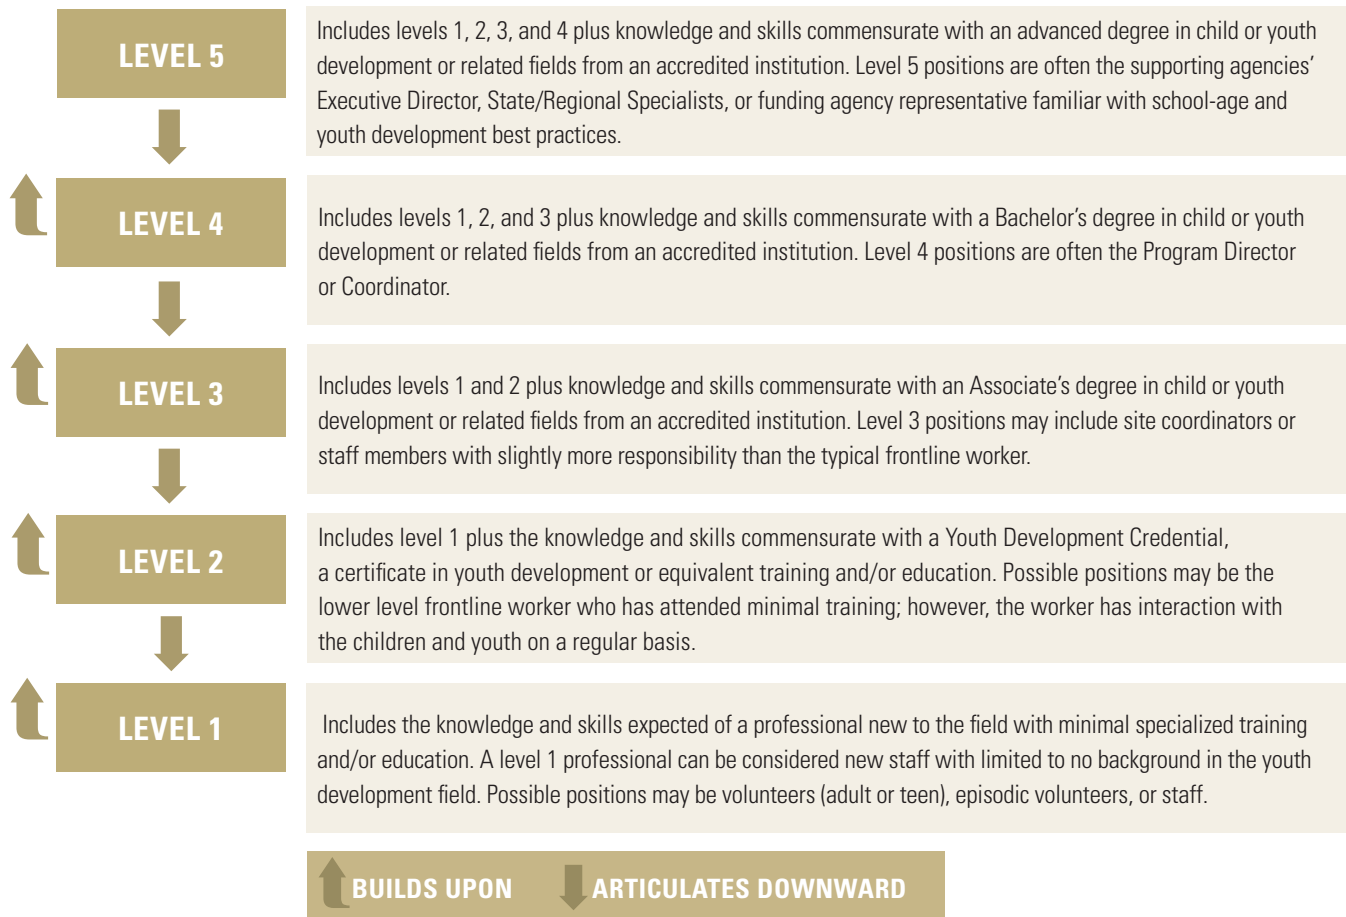 LEVEL 5
Includes levels 1, 2, 3, and 4 plus knowledge and skills commensurate with an advanced degree in child or youth
development or related fields from an accredited institution. Level 5 positions are often the supporting agencies’
Executive Director, State/Regional Specialists, or funding agency representative familiar with school-age and
youth development best practices.
LEVEL 4
Includes levels 1, 2, and 3 plus knowledge and skills commensurate with a Bachelor’s degree in child or youth
development or related fields from an accredited institution. Level 4 positions are often the Program Director
or Coordinator.
LEVEL 3
Includes levels 1 and 2 plus knowledge and skills commensurate with an Associate’s degree in child or youth
development or related fields from an accredited institution. Level 3 positions may include site coordinators or
staff members with slightly more responsibility than the typical frontline worker.
LEVEL 2
Includes level 1 plus the knowledge and skills commensurate with a Youth Development Credential,
a certificate in youth development or equivalent training and/or education. Possible positions may be the
lower level frontline worker who has attended minimal training; however, the worker has interaction with
the children and youth on a regular basis.
LEVEL 1
Includes the knowledge and skills expected of a professional new to the field with minimal specialized training
and/or education. A level 1 professional can be considered new staff with limited to no background in the youth
development field. Possible positions may be volunteers (adult or teen), episodic volunteers, or staff.
BUILDS UPON ARTICULATES DOWNWARD